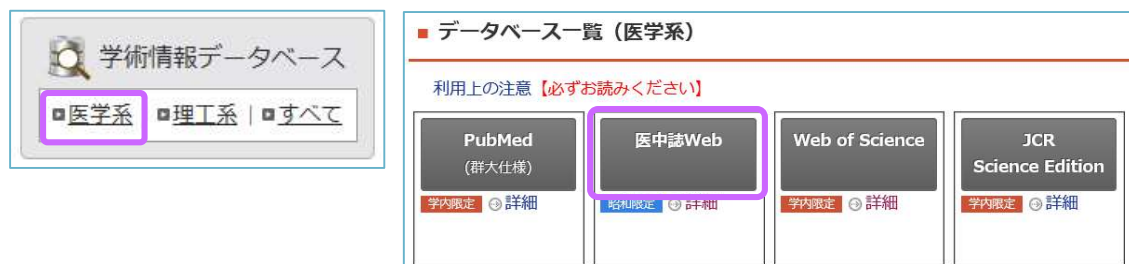 学術情報データベース
医学系 理工系 | すべて
■ データベース一覧（医学系）
利用上の注意【必ずお読みください】
PubMed
(群大仕様)
学内限定 詳細
医中誌Web
昭和限定 詳細
Web of Science
学内限定 詳細
JCR
Science Edition
学内限定 詳細